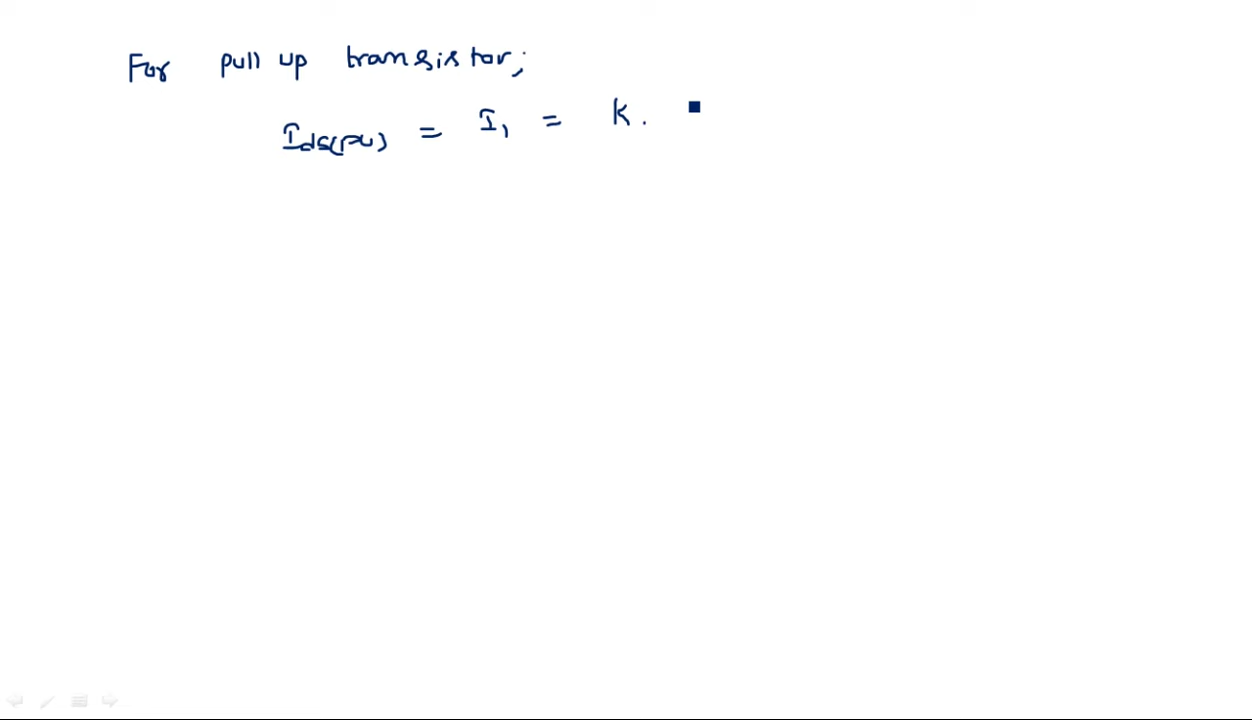 For pull up transistor;
Ids(pu) = I1 = K.